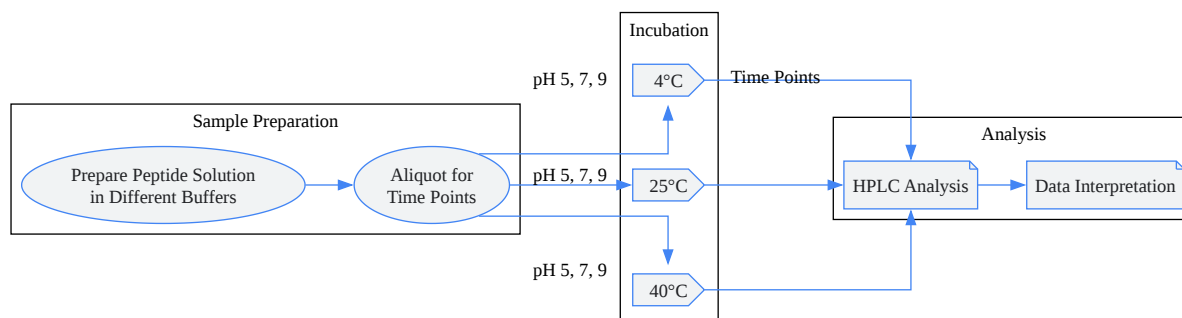 Sample Preparation
Prepare Peptide Solution
in Different Buffers
Aliquot for
Time Points
pH 5, 7, 9
pH 5, 7, 9
pH 5, 7, 9
Incubation
4°C
25°C
40°C
Time Points
Analysis
HPLC Analysis
Data Interpretation